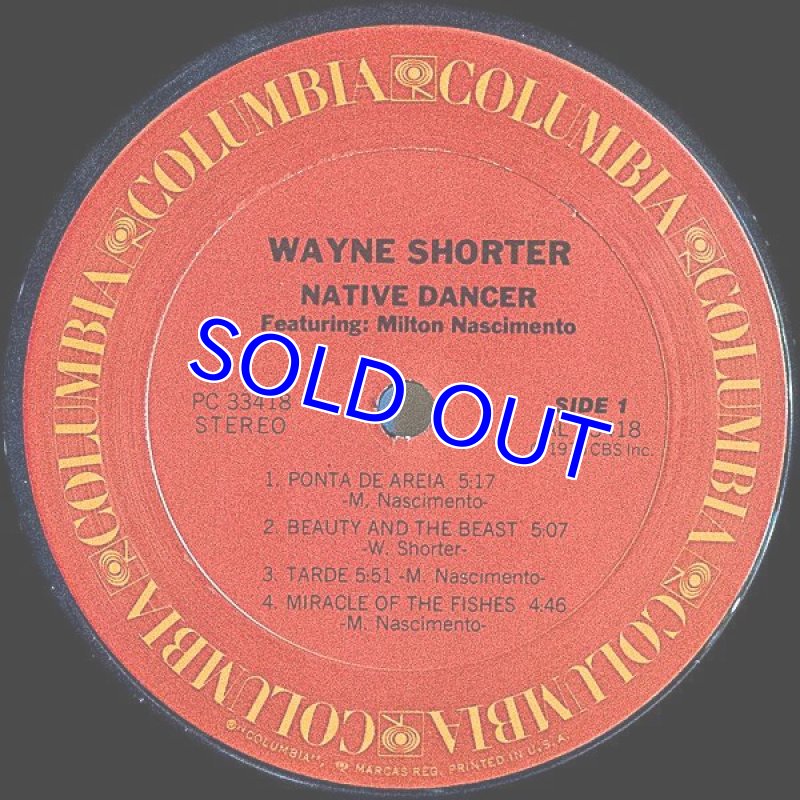 COLUMBIA COLUMBIA COLUMBIA COLUMBIA COLUMBIA COLUMBIA
WAYNE SHORTER
NATIVE DANCER
Featuring: Milton Nascimento
SOLD OUT
PC 33418
STEREO
SIDE 1
CBS Inc.
1. PONTA DE AREIA 5:17
-M. Nascimento-
2. BEAUTY AND THE BEAST 5:07
-W. Shorter-
3. TARDE 5:51 -M. Nascimento-
4. MIRACLE OF THE FISHES 4:46
-M. Nascimento-
℗ "COLUMBIA", MARCAS REG. PRINTED IN U.S.A.